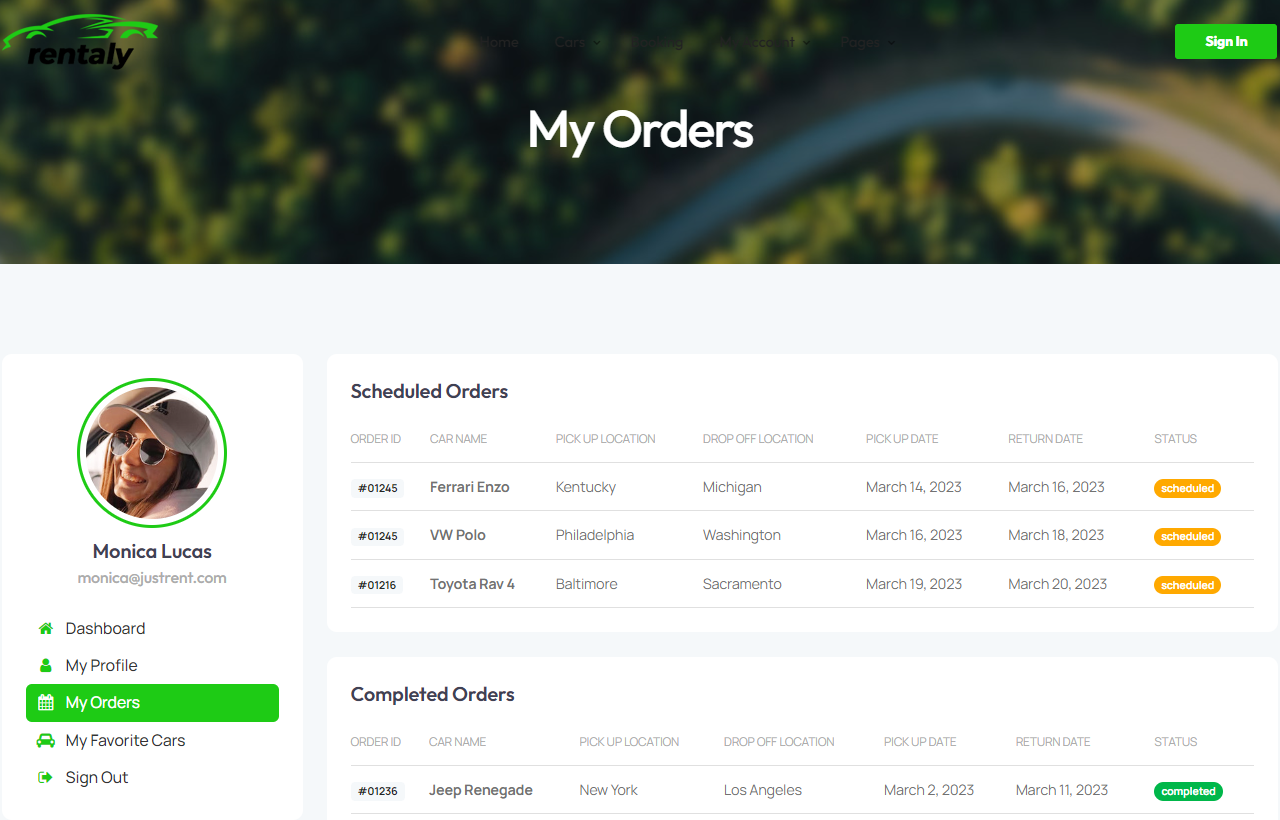 rentaly
Home Cars Booking My Account Pages
Sign In
My Orders
Monica Lucas
monica@justrent.com
Dashboard
My Profile
My Orders
My Favorite Cars
Sign Out
Scheduled Orders
ORDER ID CAR NAME PICK UP LOCATION DROP OFF LOCATION PICK UP DATE RETURN DATE STATUS
#01245 Ferrari Enzo Kentucky Michigan March 14, 2023 March 16, 2023 scheduled
#01245 VW Polo Philadelphia Washington March 16, 2023 March 18, 2023 scheduled
#01216 Toyota Rav 4 Baltimore Sacramento March 19, 2023 March 20, 2023 scheduled
Completed Orders
ORDER ID CAR NAME PICK UP LOCATION DROP OFF LOCATION PICK UP DATE RETURN DATE STATUS
#01236 Jeep Renegade New York Los Angeles March 2, 2023 March 11, 2023 completed